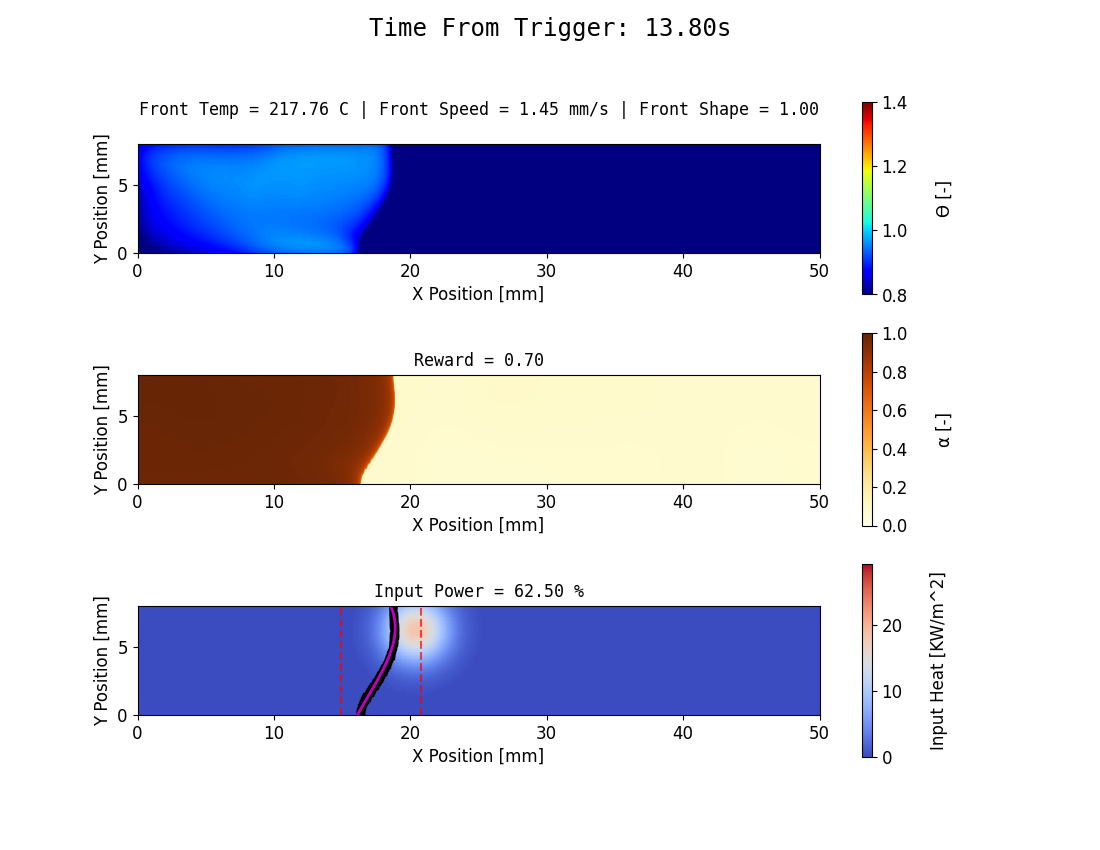 Time From Trigger: 13.80s
Front Temp = 217.76 C | Front Speed = 1.45 mm/s | Front Shape = 1.00
Y Position [mm]
5
0
0 10 20 30 40 50
X Position [mm]
1.4
1.2
1.0
0.8
Θ [-]
Reward = 0.70
Y Position [mm]
5
0
0 10 20 30 40 50
X Position [mm]
1.0
0.8
0.6
0.4
0.2
0.0
α [-]
Input Power = 62.50 %
Y Position [mm]
5
0
0 10 20 30 40 50
X Position [mm]
20
10
0
Input Heat [KW/m^2]